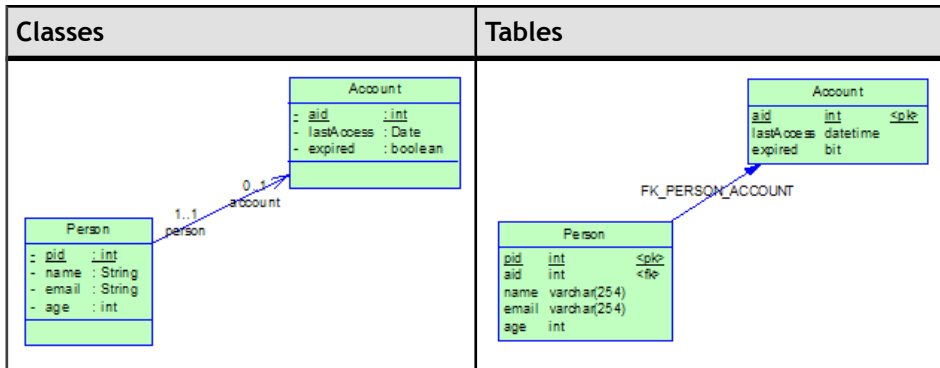 Classes
Tables
Account
- aid : int
- lastAccess : Date
- expired : boolean
0..1
account
1..1
person
Person
- pid : int
- name : String
- email : String
- age : int
Account
aid int <pk>
lastAccess datetime
expired bit
FK_PERSON_ACCOUNT
Person
pid int <pk>
aid int <fk>
name varchar(254)
email varchar(254)
age int